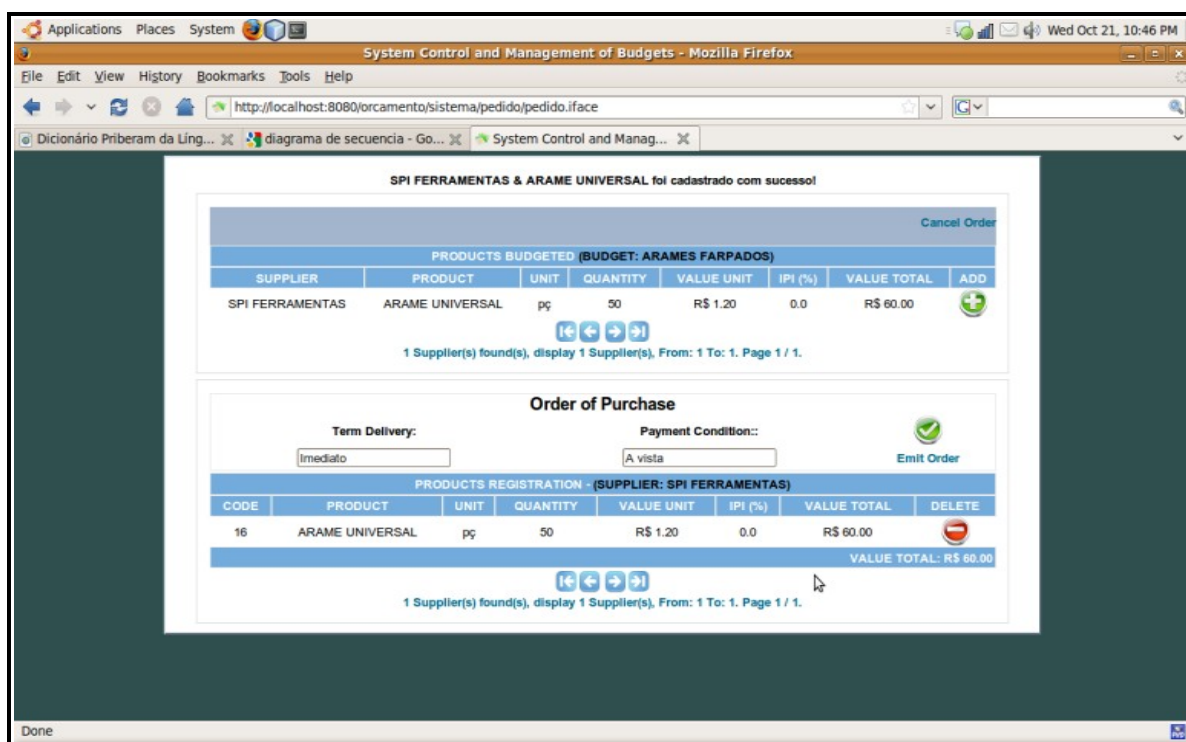 Applications Places System Wed Oct 21, 10:46 PM
System Control and Management of Budgets - Mozilla Firefox
File Edit View History Bookmarks Tools Help
http://localhost:8080/orcamento/sistema/pedido/pedido.iface
Dicionário Priberam da Líng... diagrama de secuencia - Go... System Control and Manag...
SPI FERRAMENTAS & ARAME UNIVERSAL foi cadastrado com sucesso!
Cancel Order
PRODUCTS BUDGETED (BUDGET: ARAMES FARPADOS)
SUPPLIER PRODUCT UNIT QUANTITY VALUE UNIT IPI (%) VALUE TOTAL ADD
SPI FERRAMENTAS ARAME UNIVERSAL pç 50 R$ 1.20 0.0 R$ 60.00
1 Supplier(s) found(s), display 1 Supplier(s), From: 1 To: 1. Page 1 / 1.
Order of Purchase
Term Delivery: Payment Condition::
Imediato A vista Emit Order
PRODUCTS REGISTRATION - (SUPPLIER: SPI FERRAMENTAS)
CODE PRODUCT UNIT QUANTITY VALUE UNIT IPI (%) VALUE TOTAL DELETE
16 ARAME UNIVERSAL pç 50 R$ 1.20 0.0 R$ 60.00
VALUE TOTAL: R$ 60.00
1 Supplier(s) found(s), display 1 Supplier(s), From: 1 To: 1. Page 1 / 1.
Done